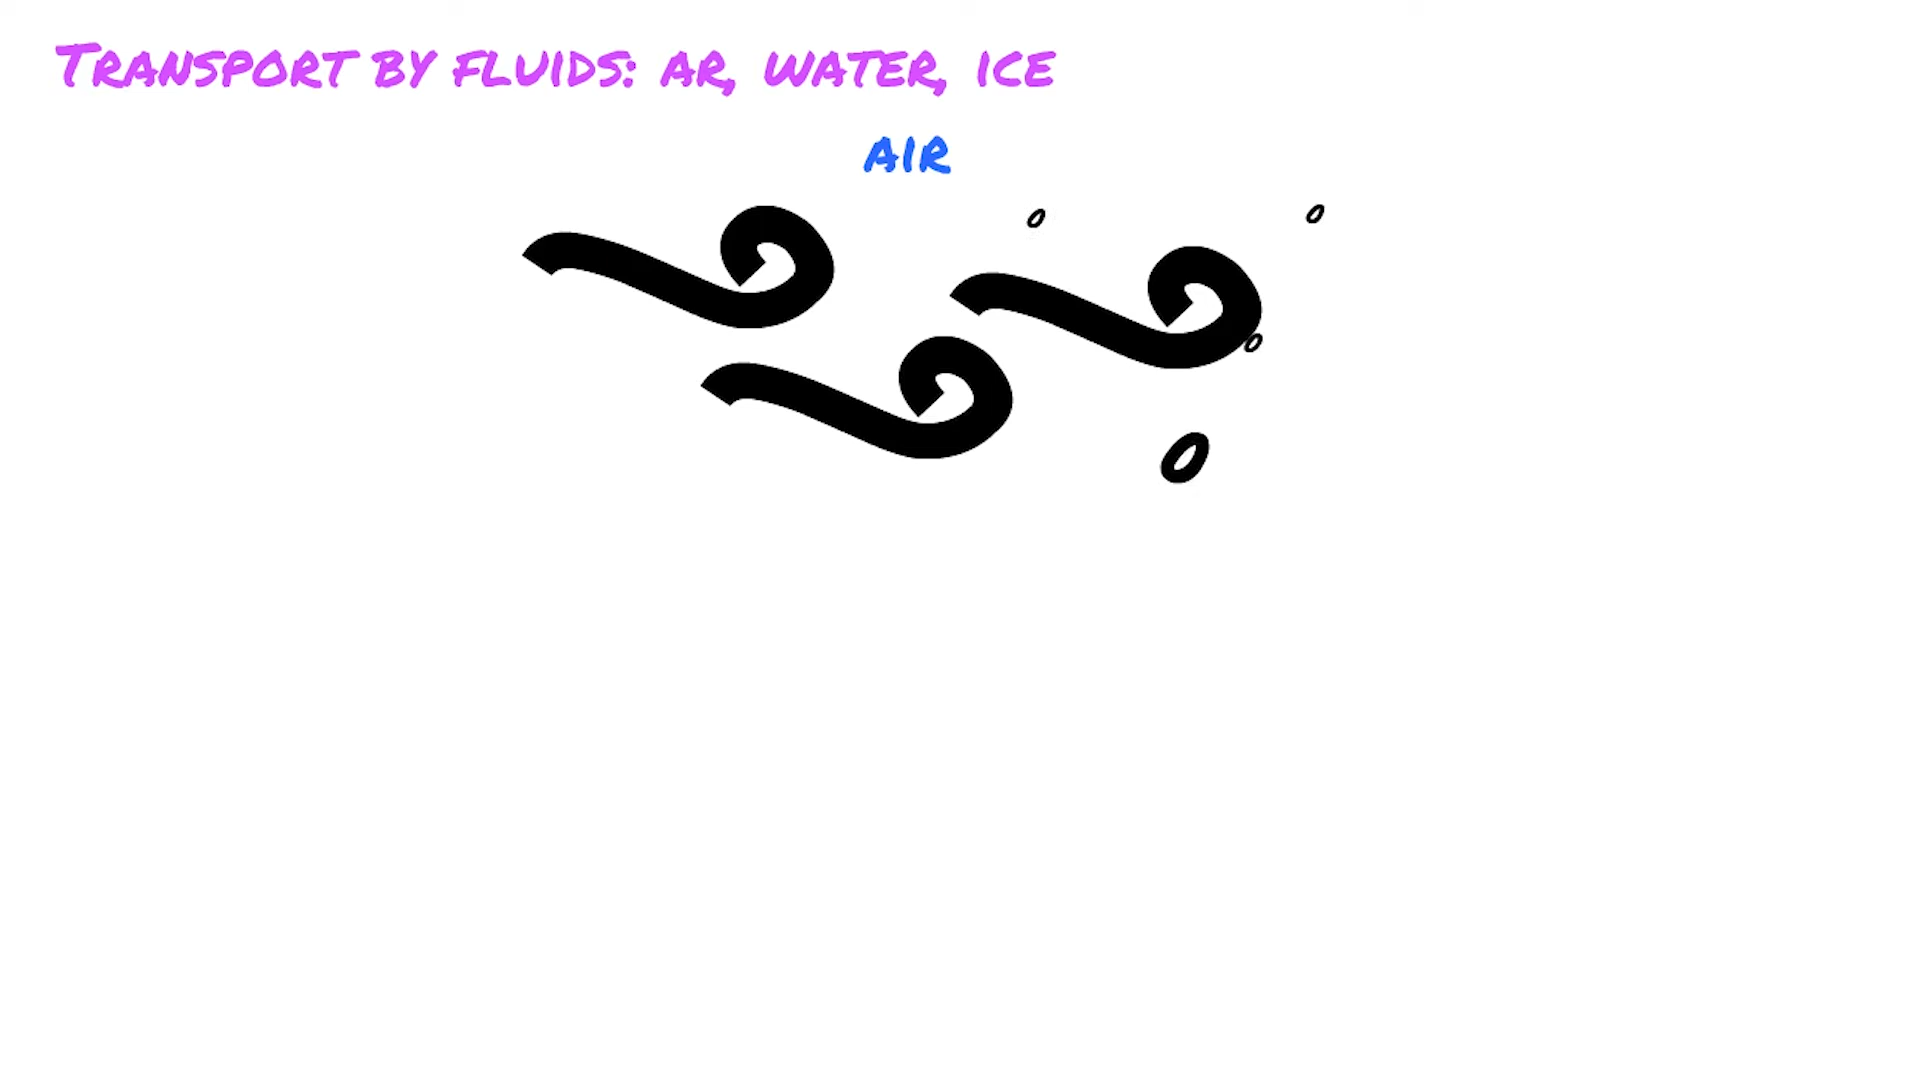 Transport by fluids: ar, water, ice
air
o o
o
o